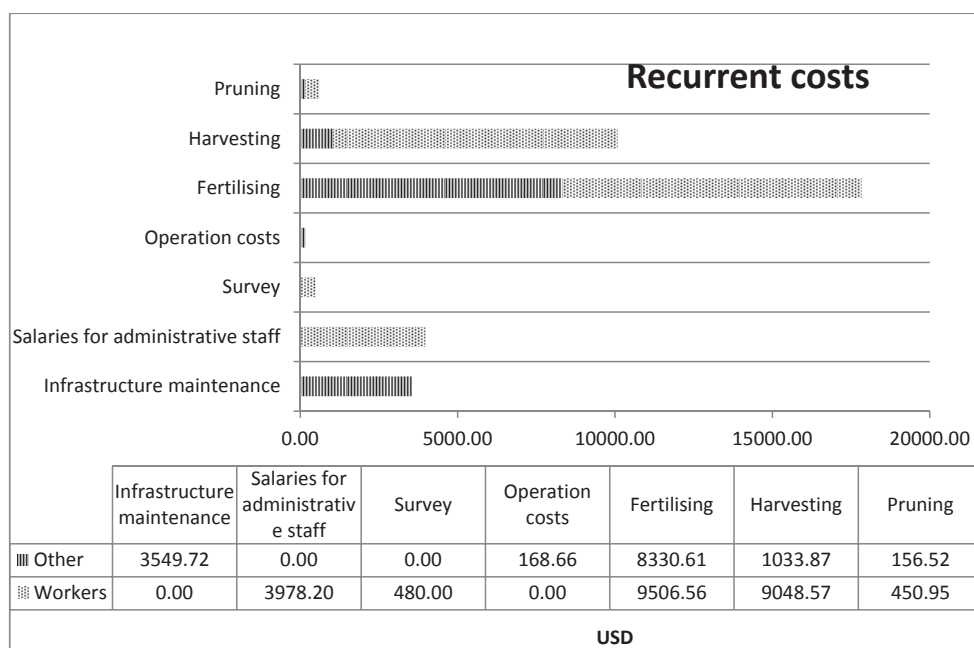 Recurrent costs
Pruning
Harvesting
Fertilising
Operation costs
Survey
Salaries for administrative staff
Infrastructure maintenance
0.00 5000.00 10000.00 15000.00 20000.00
Infrastructure maintenance Salaries for administrativ e staff Survey Operation costs Fertilising Harvesting Pruning
Other 3549.72 0.00 0.00 168.66 8330.61 1033.87 156.52
Workers 0.00 3978.20 480.00 0.00 9506.56 9048.57 450.95
USD